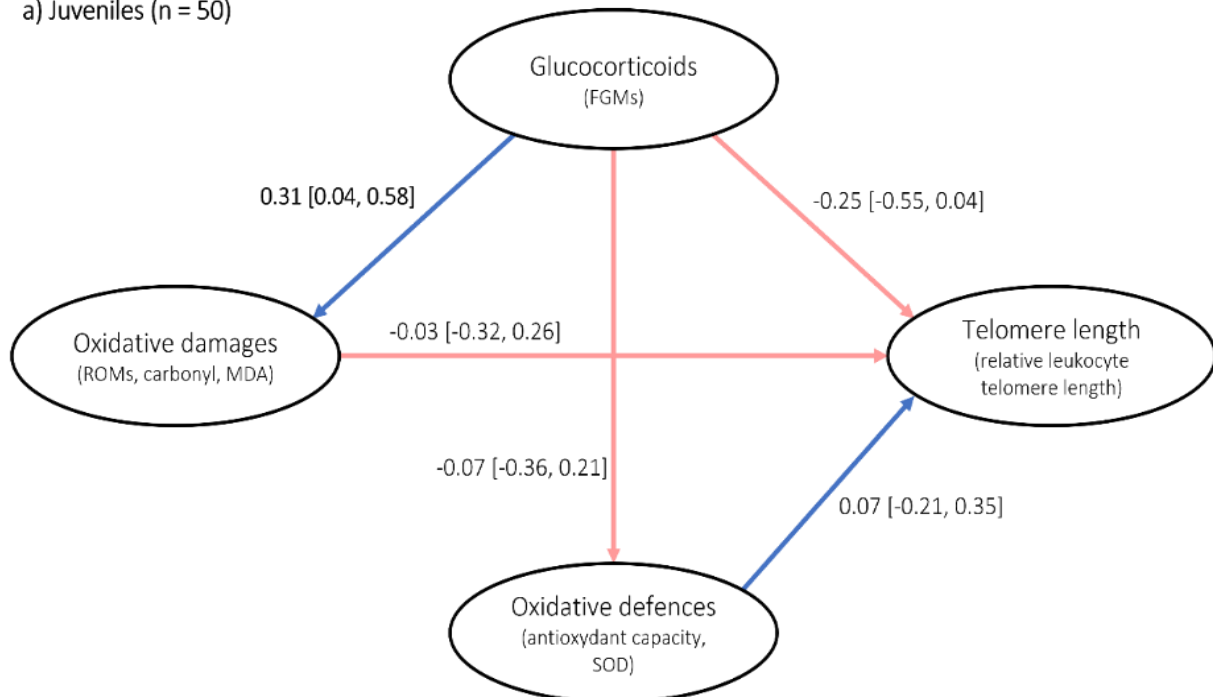 a) Juveniles (n = 50)
Glucocorticoids
(FGMs)
0.31 [0.04, 0.58]
-0.25 [-0.55, 0.04]
Oxidative damages
(ROMs, carbonyl, MDA)
-0.03 [-0.32, 0.26]
Telomere length
(relative leukocyte
telomere length)
-0.07 [-0.36, 0.21]
0.07 [-0.21, 0.35]
Oxidative defences
(antioxydant capacity,
SOD)